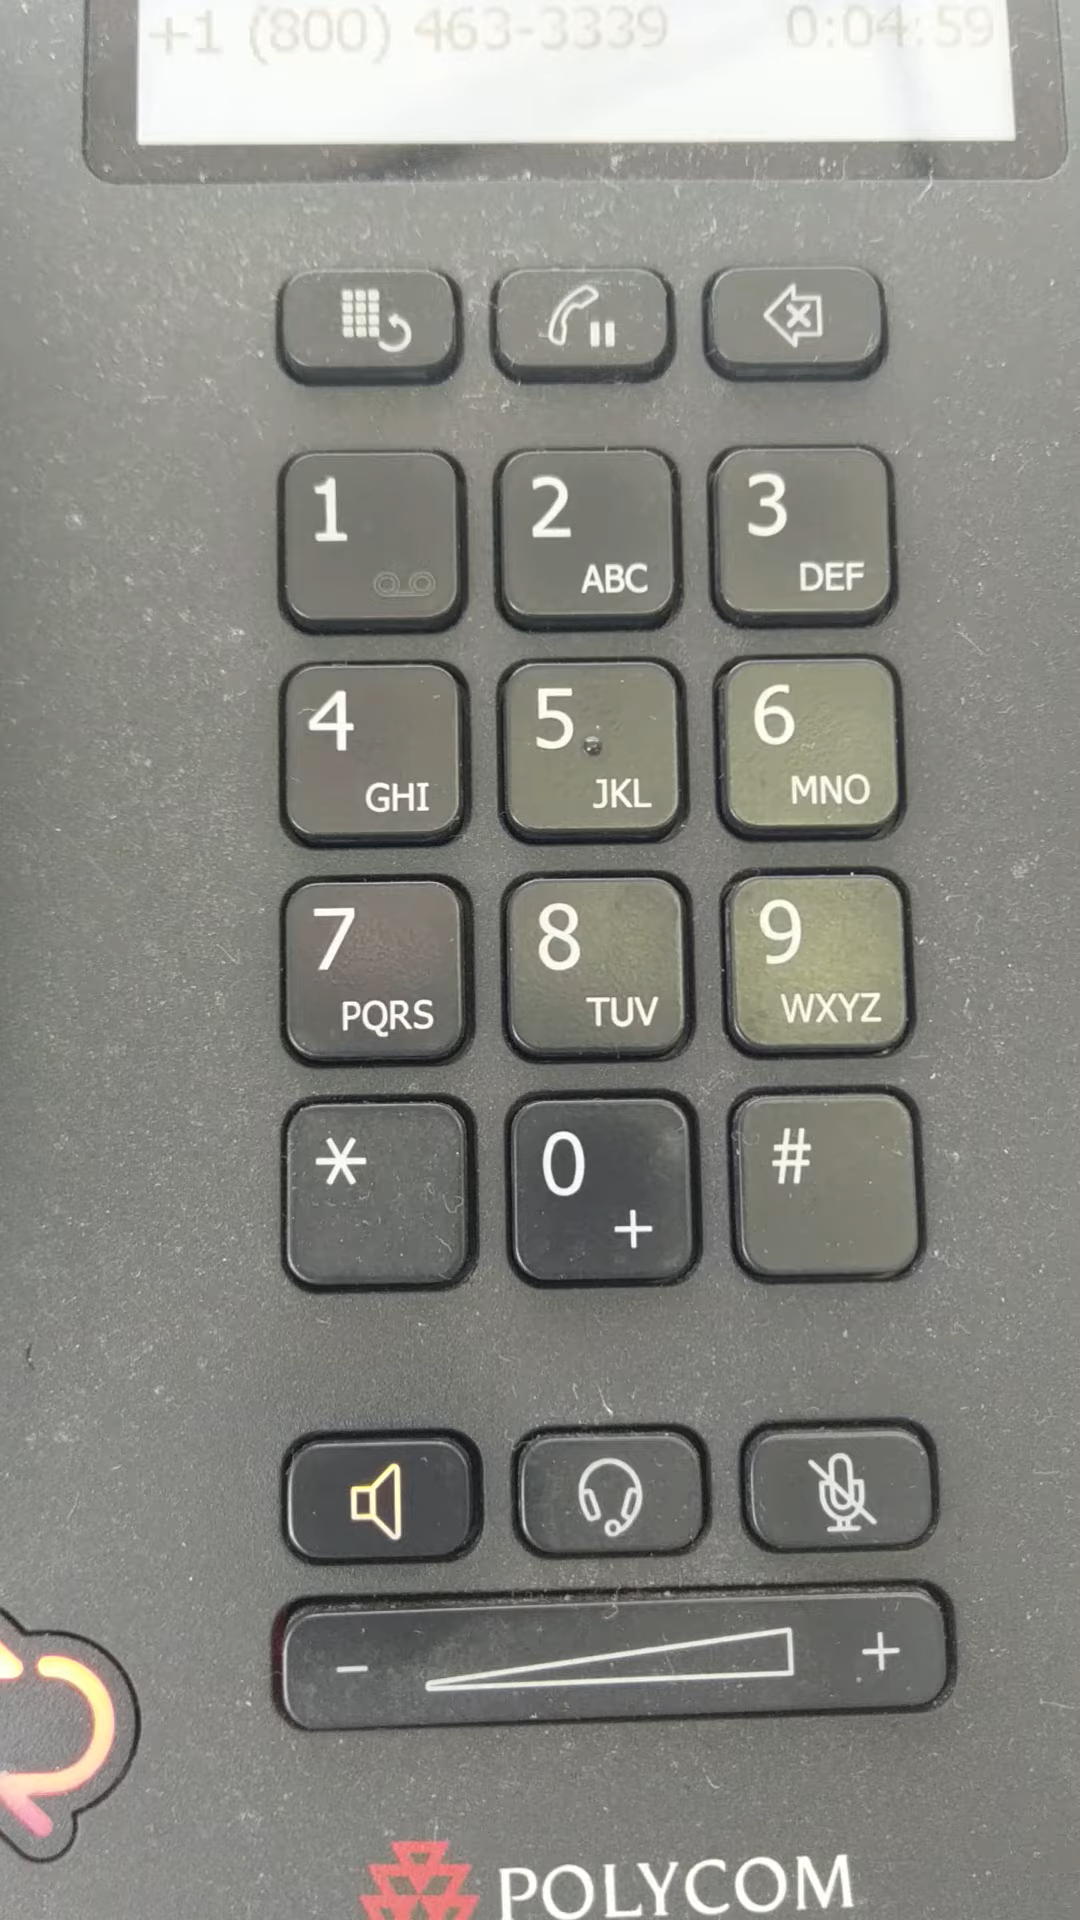 +1 (800) 463-3339 0:04:59
1
2 ABC
3 DEF
4 GHI
5 JKL
6 MNO
7 PQRS
8 TUV
9 WXYZ
*
0 +
#
- +
POLYCOM